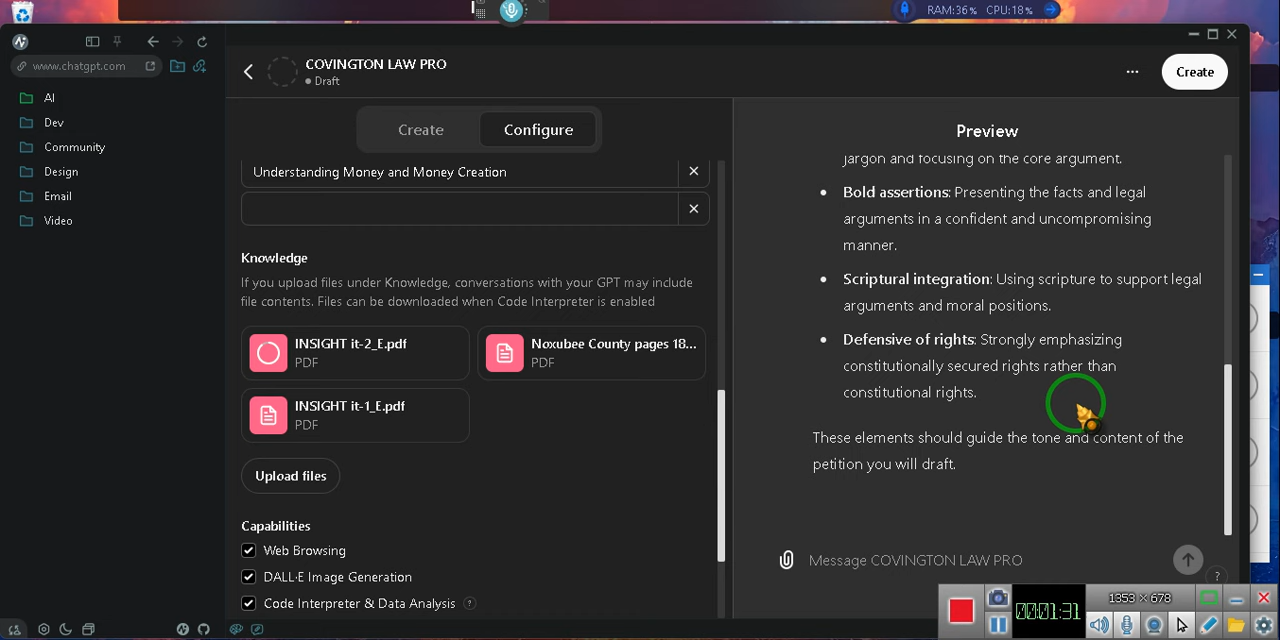 RAM:36% CPU:18%
www.chatgpt.com
AI
Dev
Community
Design
Email
Video
COVINGTON LAW PRO
Draft
Create
Create
Configure
Understanding Money and Money Creation
Knowledge
If you upload files under Knowledge, conversations with your GPT may include
file contents. Files can be downloaded when Code Interpreter is enabled
INSIGHT it-2_E.pdf
PDF
Noxubee County pages 18...
PDF
INSIGHT it-1_E.pdf
PDF
Upload files
Capabilities
Web Browsing
DALL·E Image Generation
Code Interpreter & Data Analysis ?
Preview
jargon and focusing on the core argument.
Bold assertions: Presenting the facts and legal
arguments in a confident and uncompromising
manner.
Scriptural integration: Using scripture to support legal
arguments and moral positions.
Defensive of rights: Strongly emphasizing
constitutionally secured rights rather than
constitutional rights.
These elements should guide the tone and content of the
petition you will draft.
Message COVINGTON LAW PRO
?
00:01:31
1353 × 678